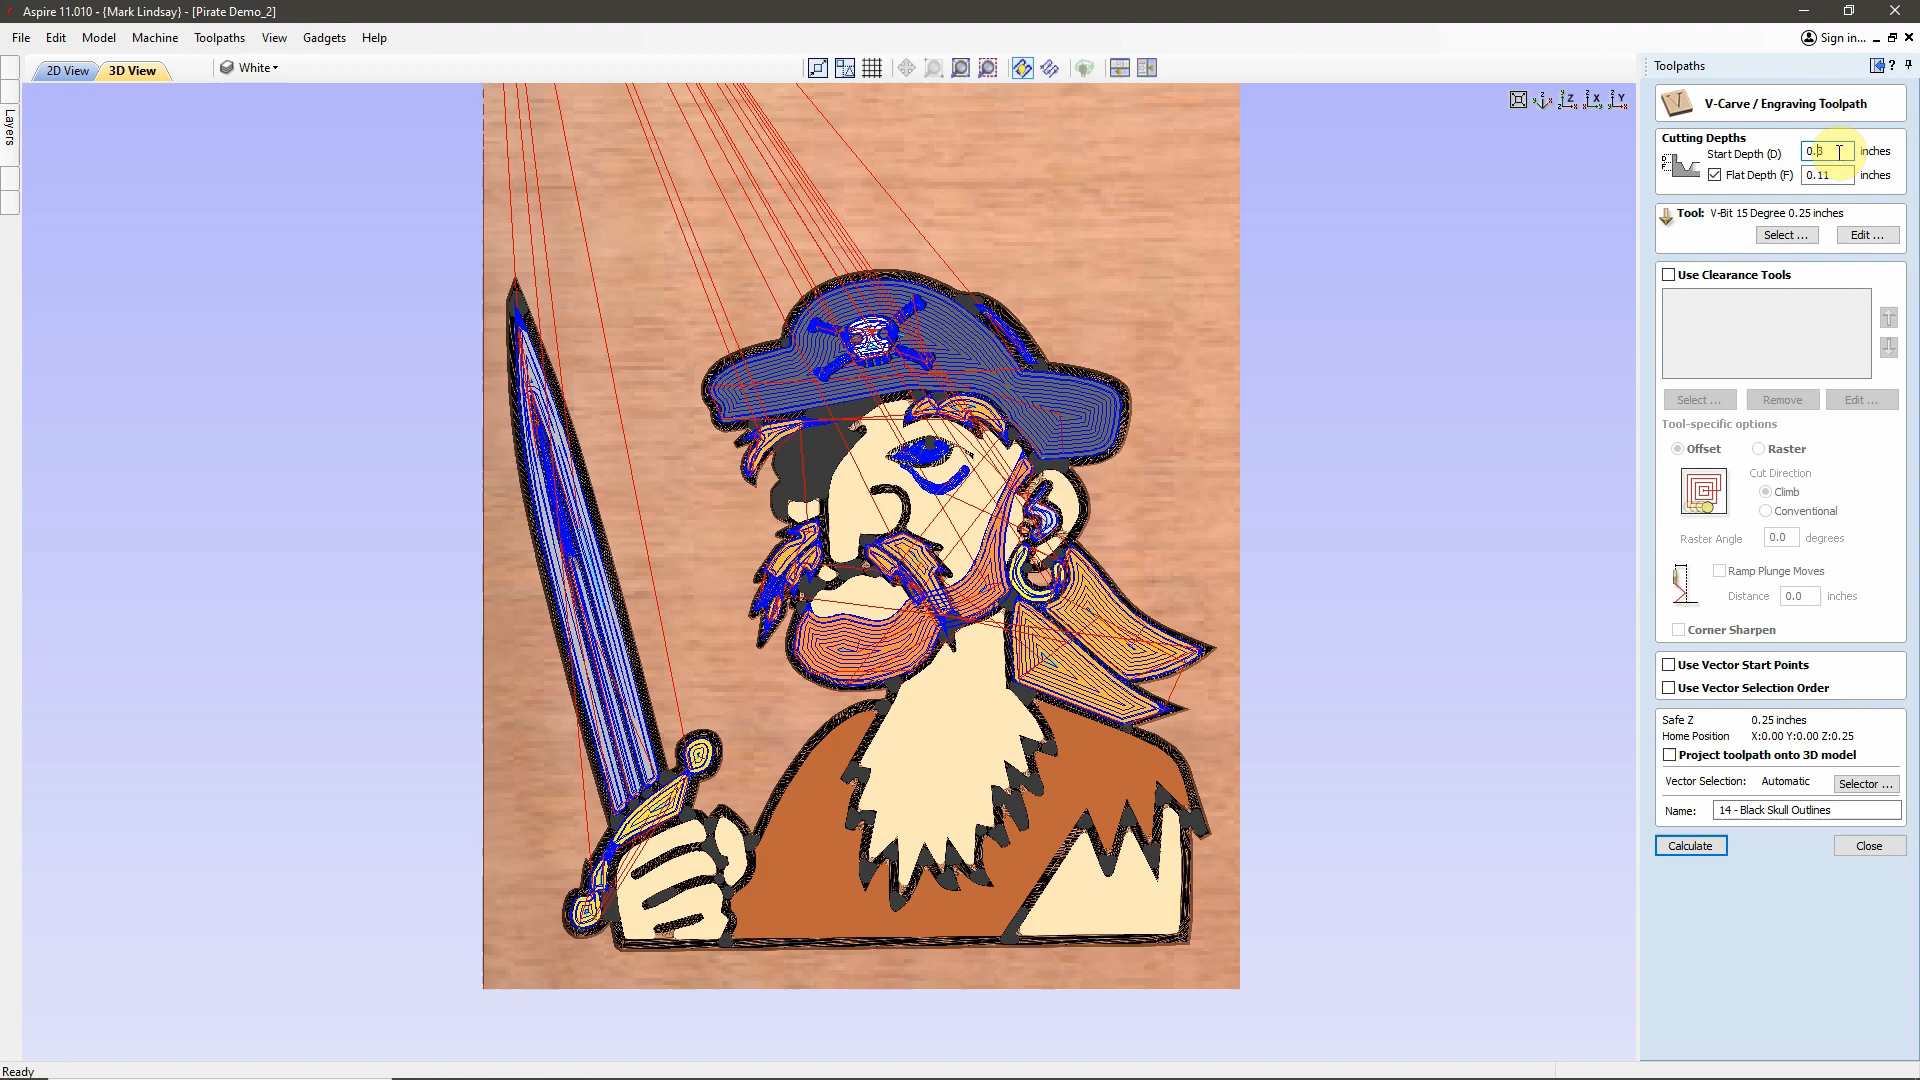 Aspire 11.010 - {Mark Lindsay} - [Pirate Demo_2]
File Edit Model Machine Toolpaths View Gadgets Help
Sign in...
2D View 3D View White
Toolpaths
Layers
V-Carve / Engraving Toolpath
Cutting Depths
Start Depth (D) 0.3 inches
Flat Depth (F) 0.11 inches
Tool: V-Bit 15 Degree 0.25 inches
Select ... Edit ...
Use Clearance Tools
Select ... Remove Edit ...
Tool-specific options
Offset Raster
Cut Direction
Climb
Conventional
Raster Angle 0.0 degrees
Ramp Plunge Moves
Distance 0.0 inches
Corner Sharpen
Use Vector Start Points
Use Vector Selection Order
Safe Z 0.25 inches
Home Position X:0.00 Y:0.00 Z:0.25
Project toolpath onto 3D model
Vector Selection: Automatic Selector ...
Name: 14 - Black Skull Outlines
Calculate Close
Ready